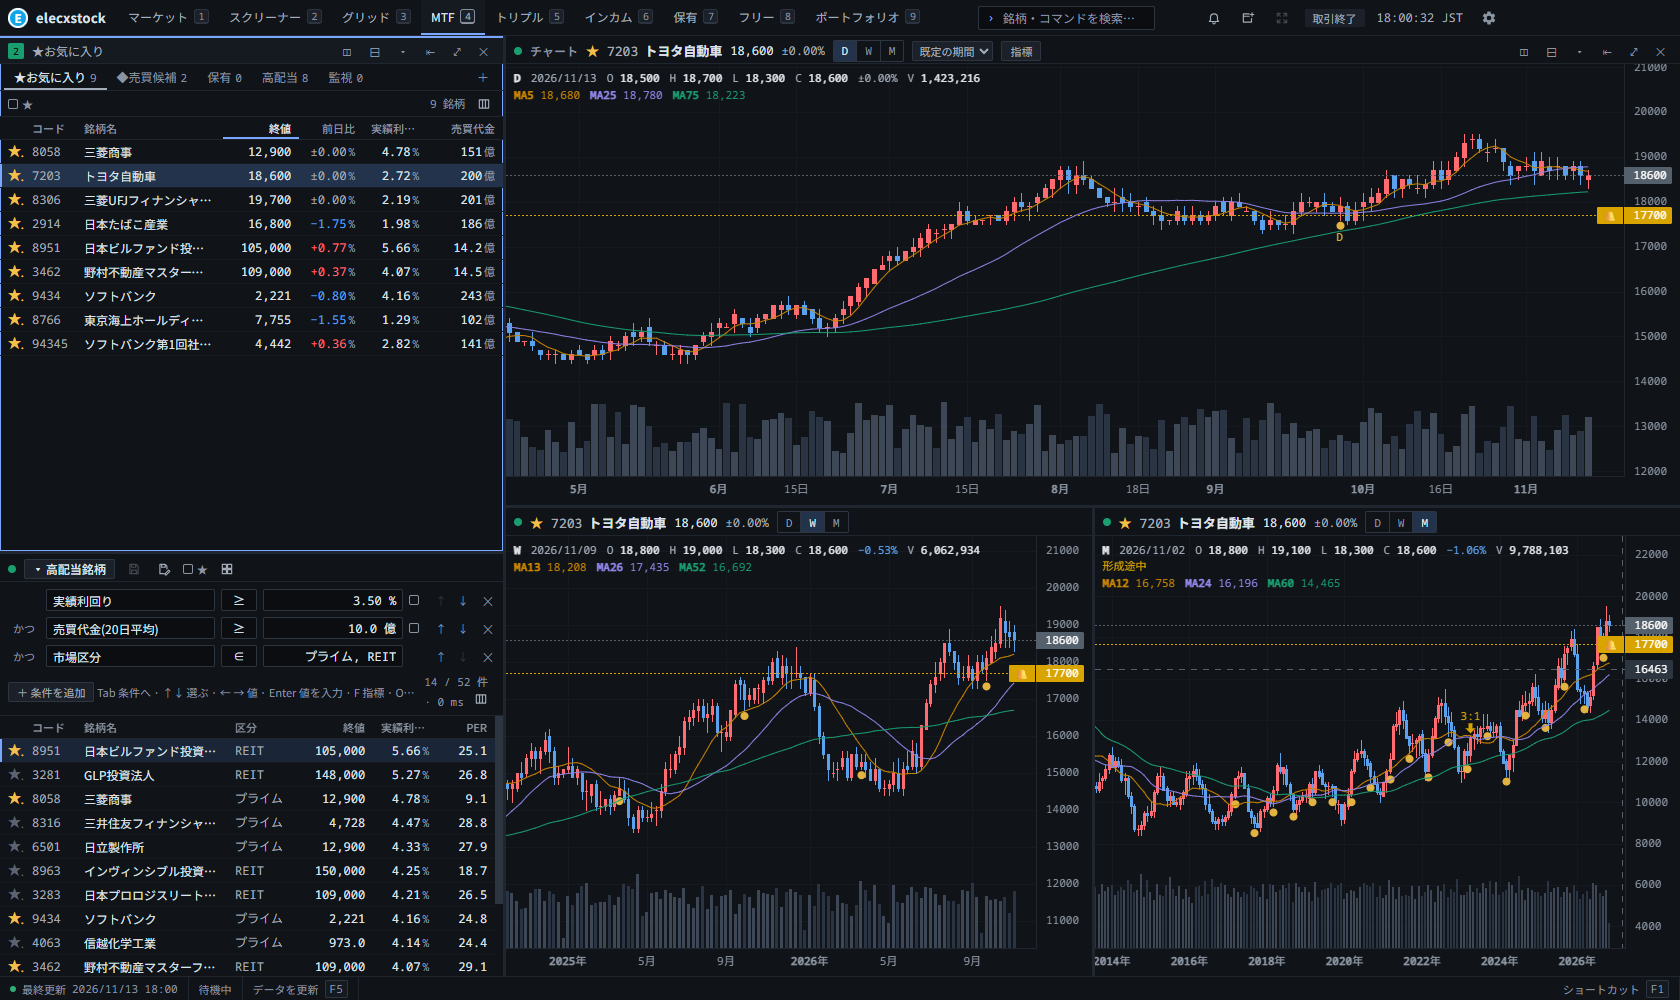 elecxstock マーケット 1 スクリーナー 2 グリッド 3 MTF 4 トリプル 5 インカム 6 保有 7 フリー 8 ポートフォリオ 9 › 銘柄・コマンドを検索… 取引終了 18:00:32 JST
2 ★お気に入り
★お気に入り 9 ◆売買候補 2 保有 0 高配当 8 監視 0 +
★ 9 銘柄
コード 銘柄名 終値 前日比 実績利… 売買代金
8058 三菱商事 12,900 ±0.00% 4.78% 151億
7203 トヨタ自動車 18,600 ±0.00% 2.72% 200億
8306 三菱UFJフィナンシャ… 19,700 ±0.00% 2.19% 201億
2914 日本たばこ産業 16,800 −1.75% 1.98% 186億
8951 日本ビルファンド投… 105,000 +0.77% 5.66% 14.2億
3462 野村不動産マスター… 109,000 +0.37% 4.07% 14.5億
9434 ソフトバンク 2,221 −0.80% 4.16% 243億
8766 東京海上ホールディ… 7,755 −1.55% 1.29% 102億
94345 ソフトバンク第1回社… 4,442 +0.36% 2.82% 141億
チャート ★ 7203 トヨタ自動車 18,600 ±0.00% D W M 既定の期間 指標
D 2026/11/13 O 18,500 H 18,700 L 18,300 C 18,600 ±0.00% V 1,423,216
MA5 18,680 MA25 18,780 MA75 18,223
21000
20000
19000
18600
18000
17700
17000
16000
15000
14000
13000
12000
D
5月 6月 15日 7月 15日 8月 18日 9月 10月 16日 11月
高配当銘柄 ★
実績利回り ≥ 3.50 % ↑ ↓ ×
かつ 売買代金(20日平均) ≥ 10.0 億 ↑ ↓ ×
かつ 市場区分 ∈ プライム, REIT ↑ ↓ ×
+ 条件を追加 Tab 条件へ・↑↓選ぶ・←→値・Enter 値を入力・F 指標・O… 14 / 52 件
· 0 ms
コード 銘柄名 区分 終値 実績利… PER
8951 日本ビルファンド投資… REIT 105,000 5.66% 25.1
3281 GLP投資法人 REIT 148,000 5.27% 26.8
8058 三菱商事 プライム 12,900 4.78% 9.1
8316 三井住友フィナンシャ… プライム 4,728 4.47% 28.8
6501 日立製作所 プライム 12,900 4.33% 27.9
8963 インヴィンシブル投資… REIT 150,000 4.25% 18.7
3283 日本プロロジスリート… REIT 109,000 4.21% 26.5
9434 ソフトバンク プライム 2,221 4.16% 24.8
4063 信越化学工業 プライム 973.0 4.14% 24.4
3462 野村不動産マスターフ… REIT 109,000 4.07% 29.1
★ 7203 トヨタ自動車 18,600 ±0.00% D W M
W 2026/11/09 O 18,800 H 19,000 L 18,300 C 18,600 −0.53% V 6,062,934
MA13 18,208 MA26 17,435 MA52 16,692
21000
20000
19000
18600
18000
17700
17000
16000
15000
14000
13000
12000
11000
2025年 5月 9月 2026年 5月 9月
★ 7203 トヨタ自動車 18,600 ±0.00% D W M
M 2026/11/02 O 18,800 H 19,100 L 18,300 C 18,600 −1.06% V 9,788,103
形成途中
MA12 16,758 MA24 16,196 MA60 14,465
22000
20000
18600
17700
16463
16000
14000
12000
10000
8000
6000
4000
3:1
2014年 2016年 2018年 2020年 2022年 2024年 2026年
最終更新 2026/11/13 18:00 待機中 データを更新 F5 ショートカット F1